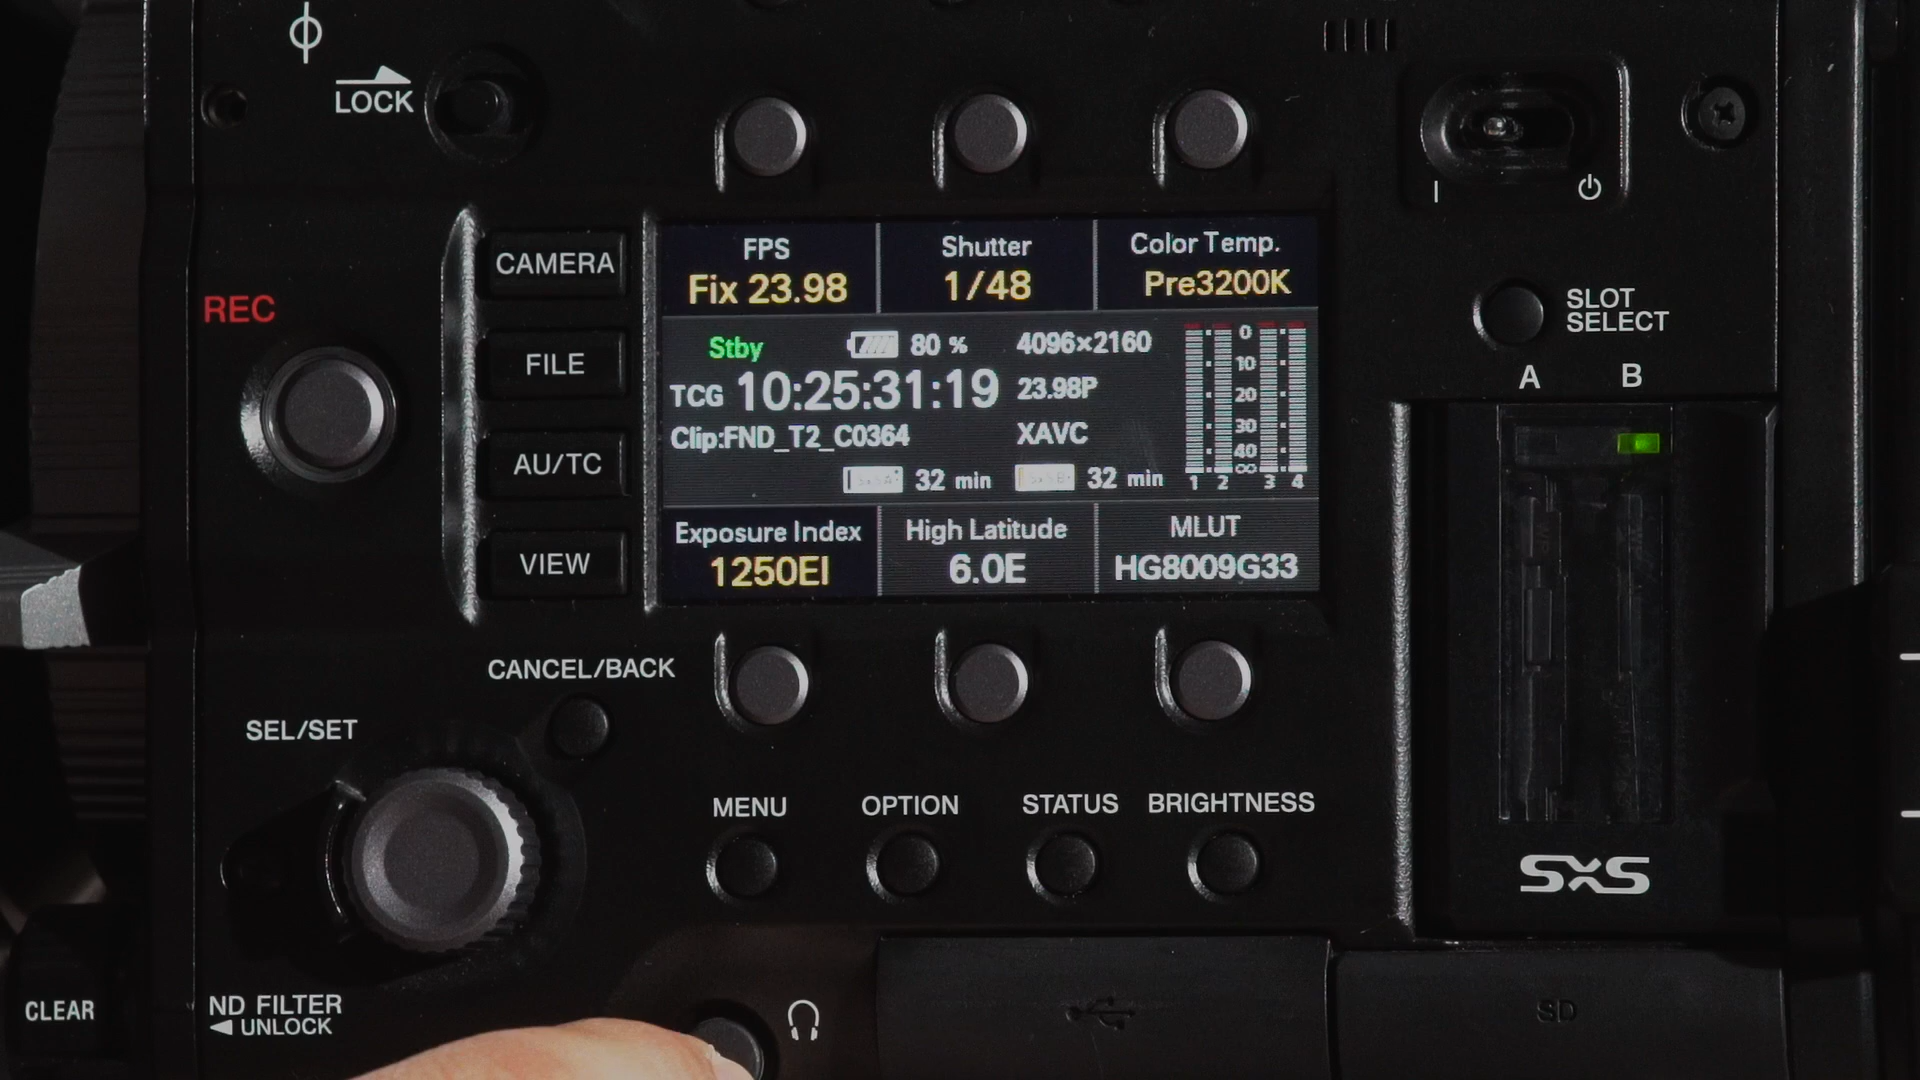 LOCK
REC
CAMERA
FILE
AU/TC
VIEW
FPS
Fix 23.98
Shutter
1/48
Color Temp.
Pre3200K
Stby
80 %
4096×2160
TCG 10:25:31:19
23.98P
Clip:FND_T2_C0364
XAVC
32 min
32 min
0
10
20
30
40
∞
1 2 3 4
Exposure Index
1250EI
High Latitude
6.0E
MLUT
HG8009G33
SLOT
SELECT
A B
SxS
CANCEL/BACK
SEL/SET
MENU
OPTION
STATUS
BRIGHTNESS
CLEAR
ND FILTER
UNLOCK
SD